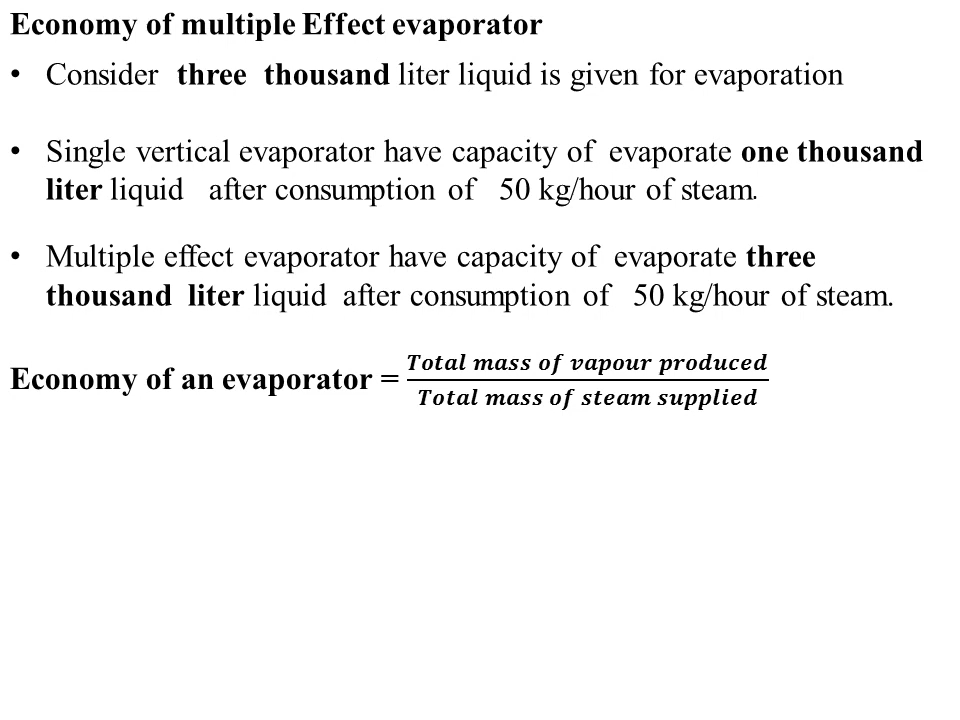 Economy of multiple Effect evaporator
• Consider three thousand liter liquid is given for evaporation
• Single vertical evaporator have capacity of evaporate one thousand
liter liquid after consumption of 50 kg/hour of steam.
• Multiple effect evaporator have capacity of evaporate three
thousand liter liquid after consumption of 50 kg/hour of steam.
Economy of an evaporator = Total mass of vapour produced / Total mass of steam supplied